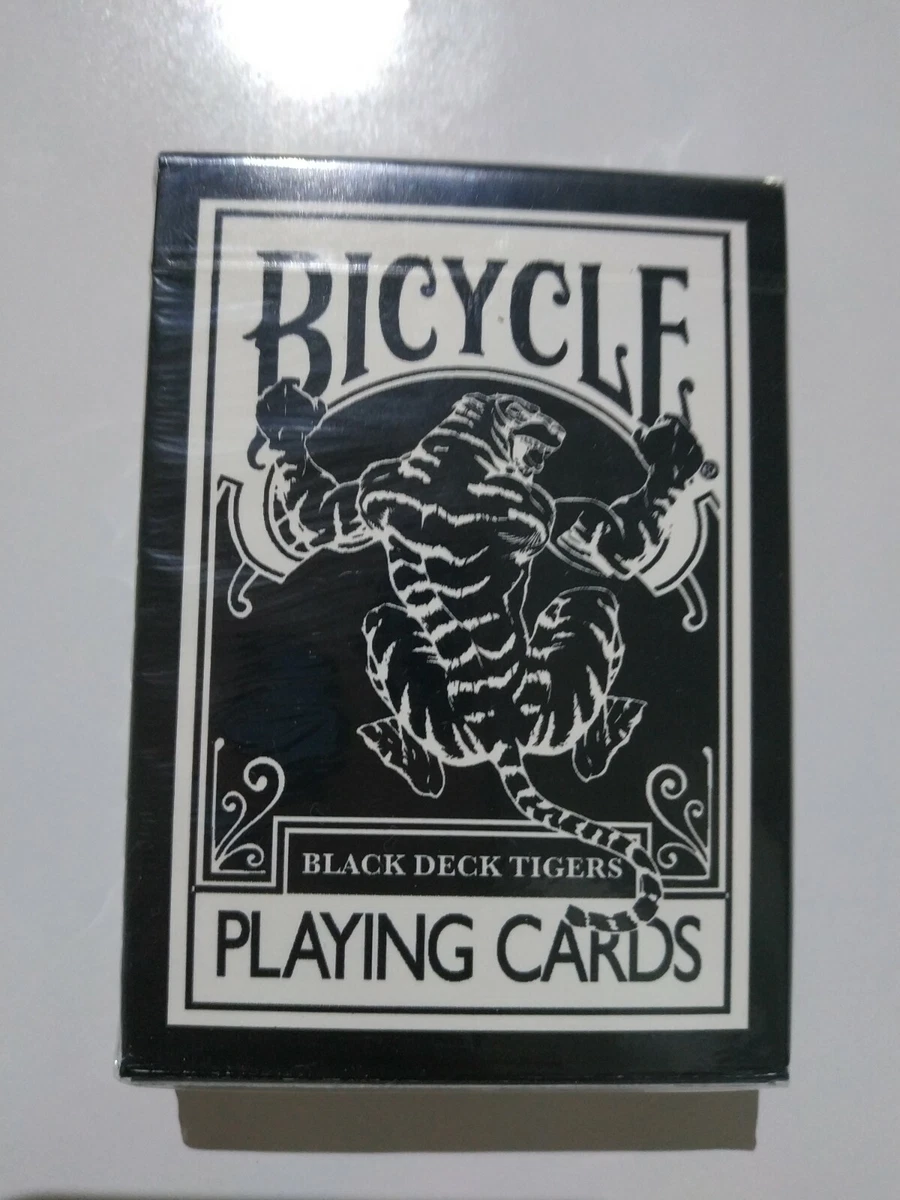 BICYCLE
®
BLACK DECK TIGERS
PLAYING CARDS